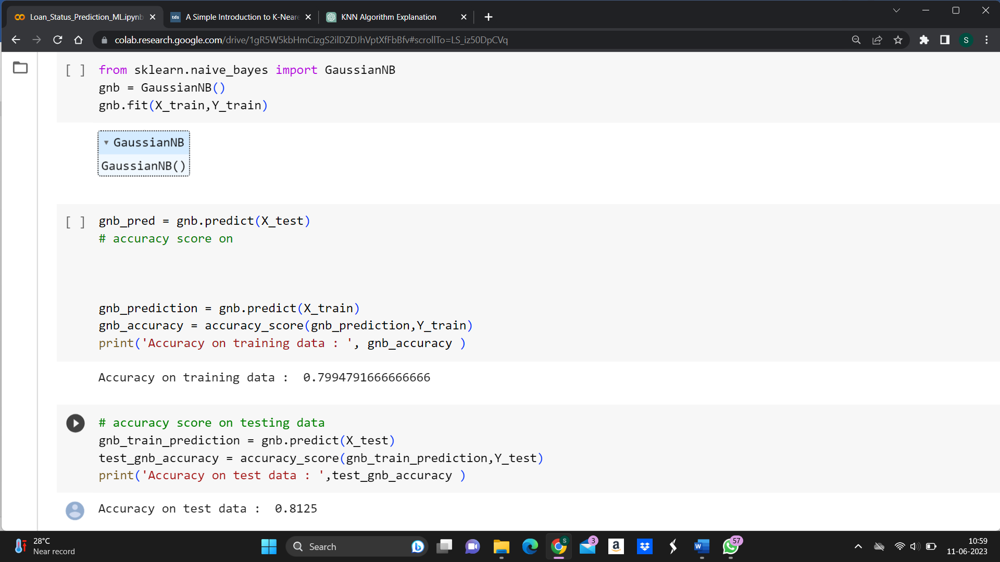 Loan_Status_Prediction_ML.ipynb
tds A Simple Introduction to K-Neare
KNN Algorithm Explanation
colab.research.google.com/drive/1gR5W5kbHmCizgS2ilDZDJhVptXfFbBfv#scrollTo=LS_iz50DpCVq
S
[ ] from sklearn.naive_bayes import GaussianNB
gnb = GaussianNB()
gnb.fit(X_train,Y_train)
GaussianNB
GaussianNB()
[ ] gnb_pred = gnb.predict(X_test)
# accuracy score on
gnb_prediction = gnb.predict(X_train)
gnb_accuracy = accuracy_score(gnb_prediction,Y_train)
print('Accuracy on training data : ', gnb_accuracy )
Accuracy on training data :  0.7994791666666666
# accuracy score on testing data
gnb_train_prediction = gnb.predict(X_test)
test_gnb_accuracy = accuracy_score(gnb_train_prediction,Y_test)
print('Accuracy on test data : ',test_gnb_accuracy )
Accuracy on test data :  0.8125
28°C
Near record
Search
S
3
a
W
57
10:59
11-06-2023